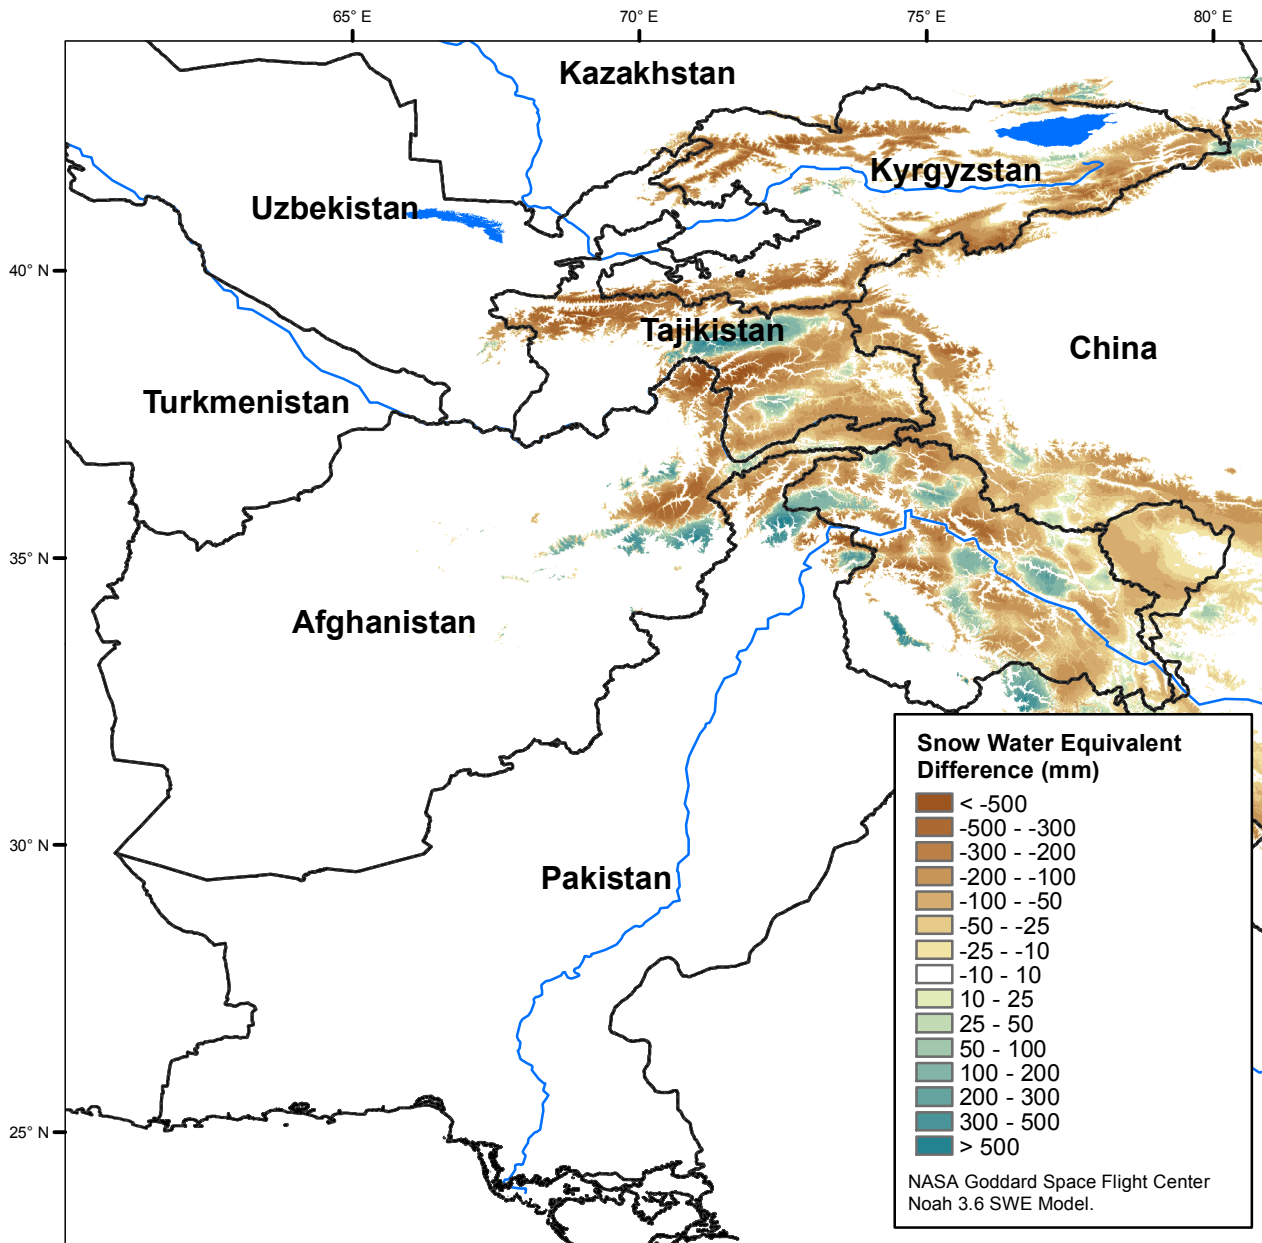 65° E
70° E
75° E
80° E
Kazakhstan
Kyrgyzstan
Uzbekistan
40° N
Tajikistan
China
Turkmenistan
35° N
Afghanistan
30° N
Pakistan
25° N
Snow Water Equivalent
Difference (mm)
< -500
-500 - -300
-300 - -200
-200 - -100
-100 - -50
-50 - -25
-25 - -10
-10 - 10
10 - 25
25 - 50
50 - 100
100 - 200
200 - 300
300 - 500
> 500
NASA Goddard Space Flight Center
Noah 3.6 SWE Model.